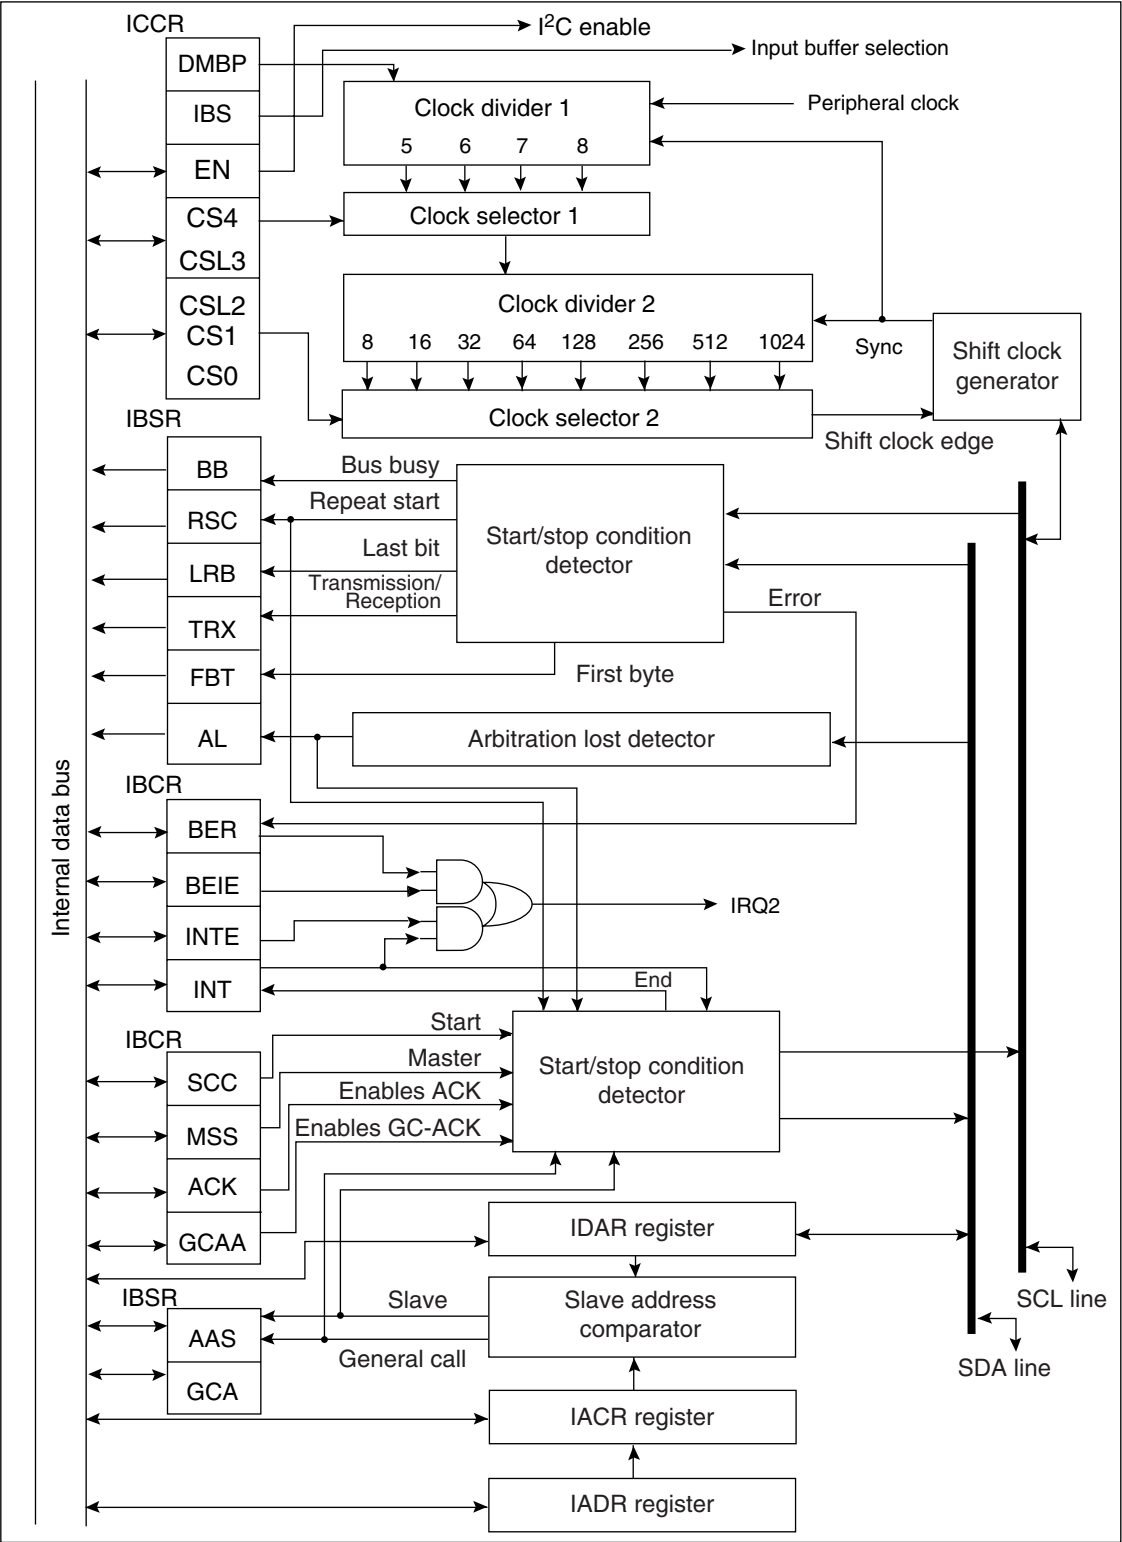 ICCR
I²C enable
Input buffer selection
DMBP
Clock divider 1
Peripheral clock
IBS
5 6 7 8
EN
CS4
Clock selector 1
CSL3
CSL2
Clock divider 2
CS1
8 16 32 64 128 256 512 1024
Sync
Shift clock
generator
CS0
IBSR
Clock selector 2
Shift clock edge
BB
Bus busy
RSC
Repeat start
Start/stop condition
detector
LRB
Last bit
Transmission/
Reception
Error
TRX
FBT
First byte
AL
Arbitration lost detector
Internal data bus
IBCR
BER
BEIE
IRQ2
INTE
INT
End
IBCR
Start
SCC
Master
Start/stop condition
detector
Enables ACK
MSS
Enables GC-ACK
ACK
GCAA
IDAR register
IBSR
Slave
Slave address
comparator
SCL line
AAS
General call
SDA line
GCA
IACR register
IADR register